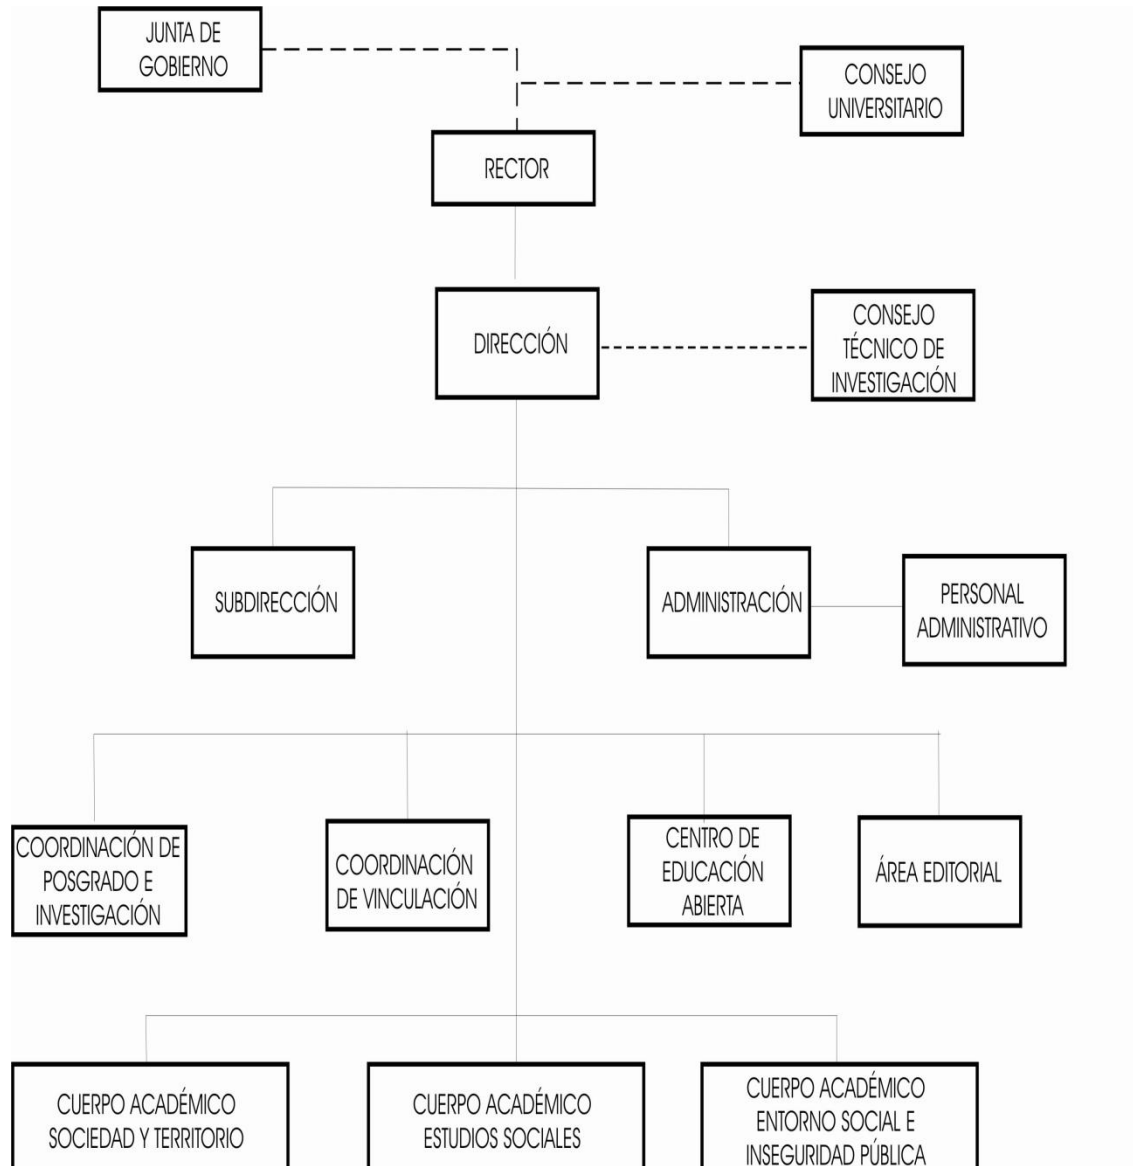 JUNTA DE
GOBIERNO
CONSEJO
UNIVERSITARIO
RECTOR
DIRECCIÓN
CONSEJO
TÉCNICO DE
INVESTIGACIÓN
SUBDIRECCIÓN
ADMINISTRACIÓN
PERSONAL
ADMINISTRATIVO
COORDINACIÓN DE
POSGRADO E
INVESTIGACIÓN
COORDINACIÓN
DE VINCULACIÓN
CENTRO DE
EDUCACIÓN
ABIERTA
ÁREA EDITORIAL
CUERPO ACADÉMICO
SOCIEDAD Y TERRITORIO
CUERPO ACADÉMICO
ESTUDIOS SOCIALES
CUERPO ACADÉMICO
ENTORNO SOCIAL E
INSEGURIDAD PÚBLICA